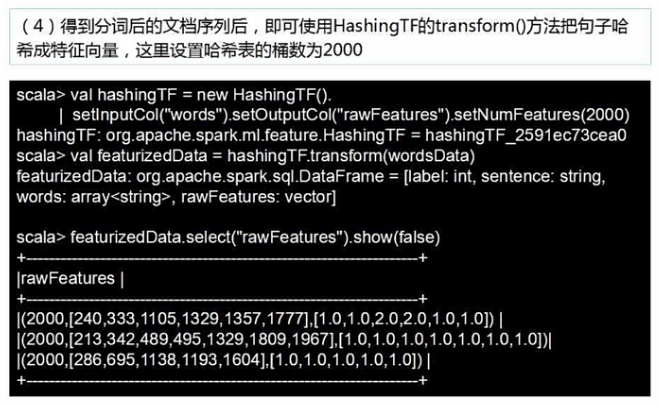 （4）得到分词后的文档序列后，即可使用HashingTF的transform()方法把句子哈
希成特征向量，这里设置哈希表的桶数为2000
scala> val hashingTF = new HashingTF().
| setInputCol("words").setOutputCol("rawFeatures").setNumFeatures(2000)
hashingTF: org.apache.spark.ml.feature.HashingTF = hashingTF_2591ec73cea0
scala> val featurizedData = hashingTF.transform(wordsData)
featurizedData: org.apache.spark.sql.DataFrame = [label: int, sentence: string,
words: array<string>, rawFeatures: vector]
scala> featurizedData.select("rawFeatures").show(false)
+---------------------------------------------------------------------+
|rawFeatures |
+---------------------------------------------------------------------+
|(2000,[240,333,1105,1329,1357,1777],[1.0,1.0,2.0,2.0,1.0,1.0]) |
|(2000,[213,342,489,495,1329,1809,1967],[1.0,1.0,1.0,1.0,1.0,1.0,1.0])|
|(2000,[286,695,1138,1193,1604],[1.0,1.0,1.0,1.0,1.0]) |
+---------------------------------------------------------------------+